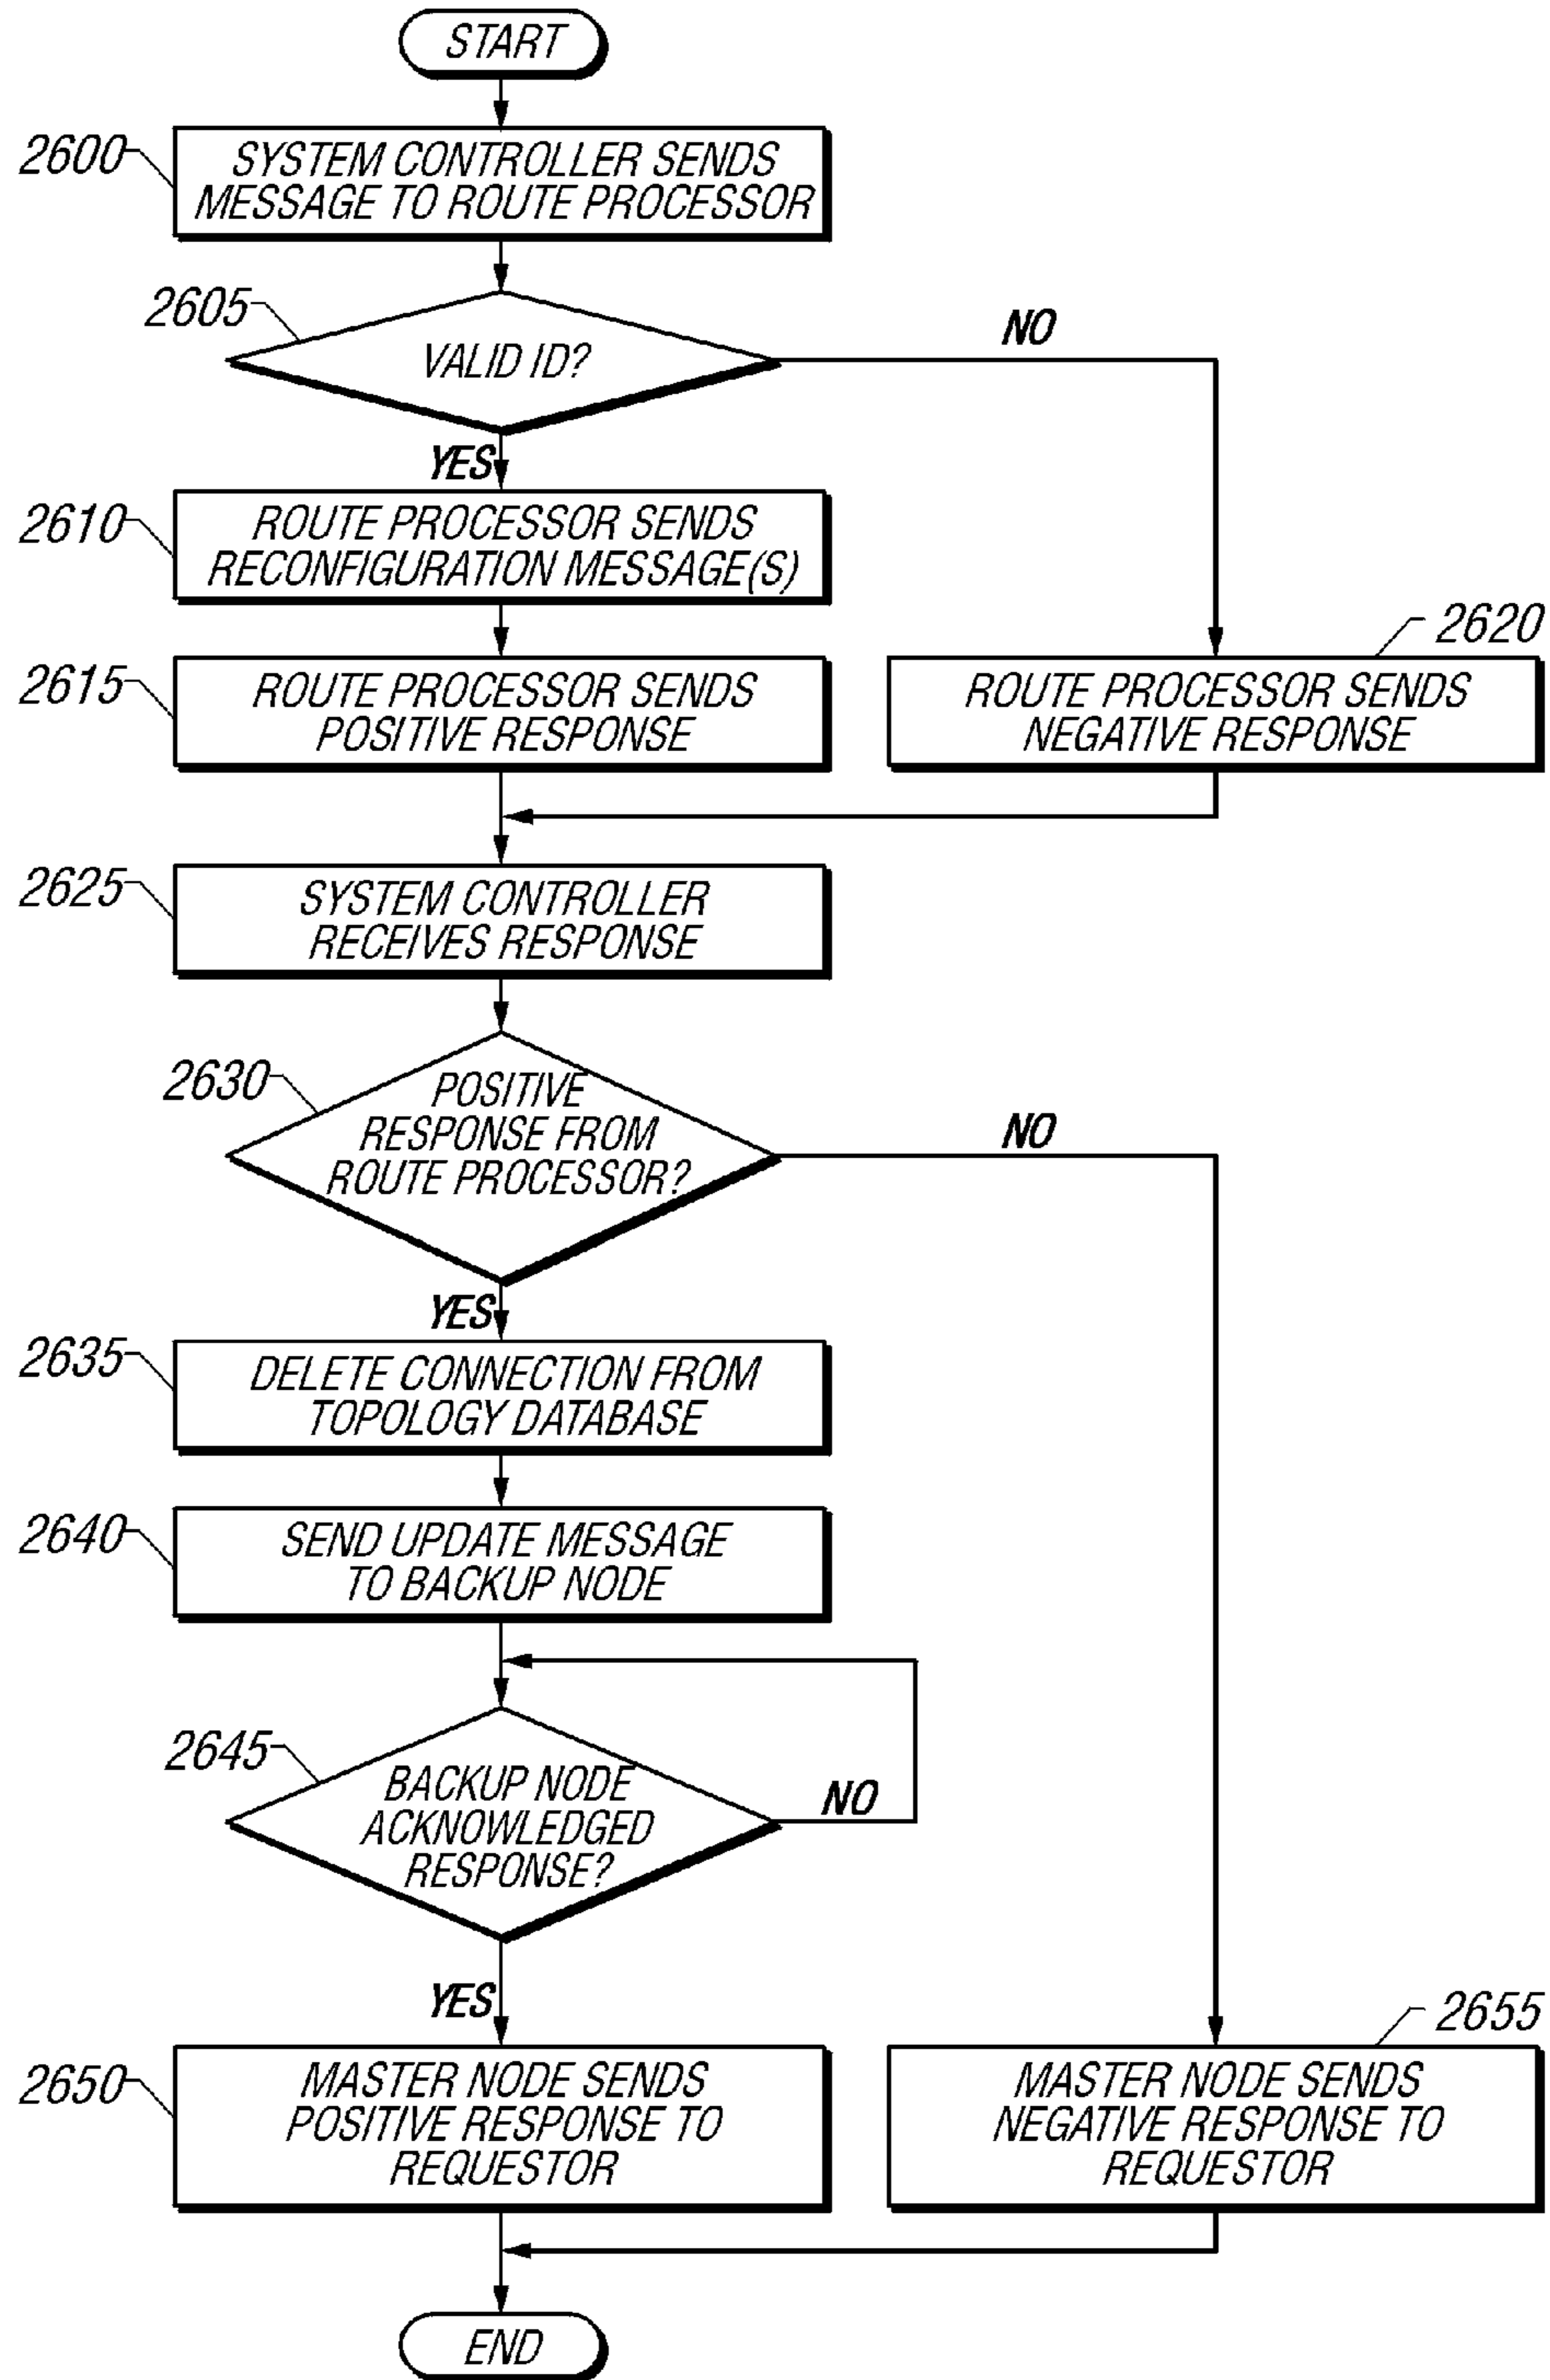 START
2600
SYSTEM CONTROLLER SENDS
MESSAGE TO ROUTE PROCESSOR
2605
VALID ID?
NO
YES
2610
ROUTE PROCESSOR SENDS
RECONFIGURATION MESSAGE(S)
2615
ROUTE PROCESSOR SENDS
POSITIVE RESPONSE
2620
ROUTE PROCESSOR SENDS
NEGATIVE RESPONSE
2625
SYSTEM CONTROLLER
RECEIVES RESPONSE
2630
POSITIVE
RESPONSE FROM
ROUTE PROCESSOR?
NO
YES
2635
DELETE CONNECTION FROM
TOPOLOGY DATABASE
2640
SEND UPDATE MESSAGE
TO BACKUP NODE
2645
BACKUP NODE
ACKNOWLEDGED
RESPONSE?
NO
YES
2650
MASTER NODE SENDS
POSITIVE RESPONSE TO
REQUESTOR
2655
MASTER NODE SENDS
NEGATIVE RESPONSE TO
REQUESTOR
END